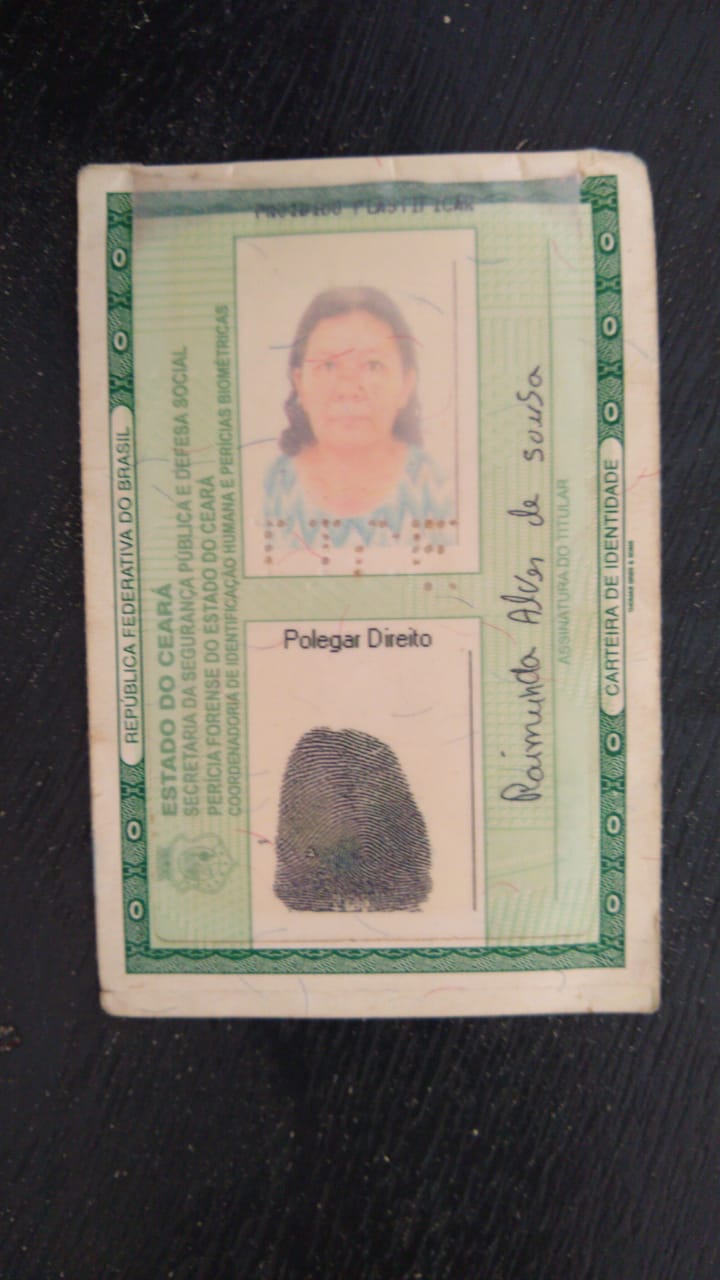 REPÚBLICA FEDERATIVA DO BRASIL
ESTADO DO CEARÁ
SECRETARIA DA SEGURANÇA PÚBLICA E DEFESA SOCIAL
PERÍCIA FORENSE DO ESTADO DO CEARÁ
COORDENADORIA DE IDENTIFICAÇÃO HUMANA E PERÍCIAS BIOMÉTRICAS
PROIBIDO PLASTIFICAR
Polegar Direito
Raimunda Alves de sousa
ASSINATURA DO TITULAR
CARTEIRA DE IDENTIDADE